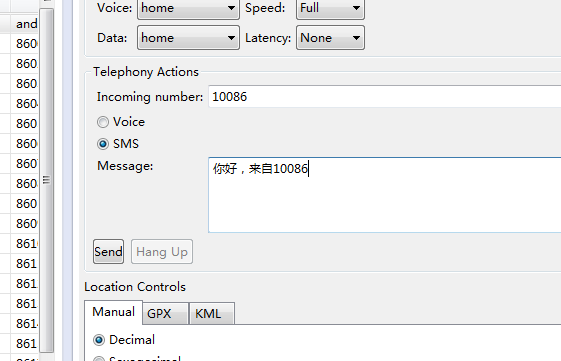 Voice: home Speed: Full
and
860
Data: home Latency: None
860
860
Telephony Actions
860
Incoming number: 10086
860
Voice
860
SMS
860
Message: 你好，来自10086
860
860
860
860
861
Send Hang Up
861
861
Location Controls
861
Manual GPX KML
861
861
Decimal
861
Sexagesimal